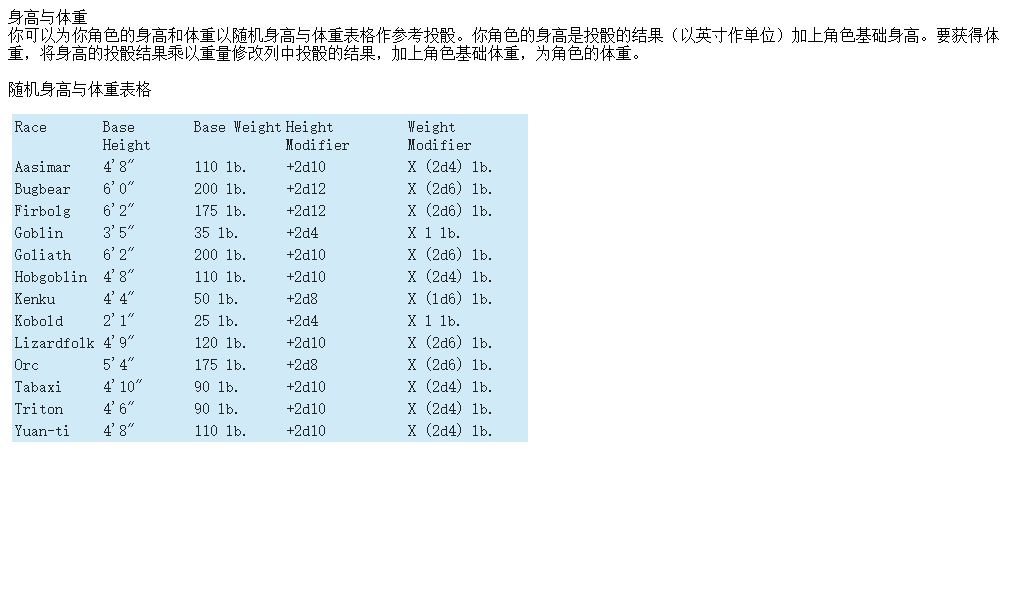 身高与体重
你可以为你角色的身高和体重以随机身高与体重表格作参考投骰。你角色的身高是投骰的结果（以英寸作单位）加上角色基础身高。要获得体
重，将身高的投骰结果乘以重量修改列中投骰的结果，加上角色基础体重，为角色的体重。
随机身高与体重表格
Race Base Height Base Weight Height Modifier Weight Modifier
Aasimar 4'8" 110 lb. +2d10 X (2d4) lb.
Bugbear 6'0" 200 lb. +2d12 X (2d6) lb.
Firbolg 6'2" 175 lb. +2d12 X (2d6) lb.
Goblin 3'5" 35 lb. +2d4 X 1 lb.
Goliath 6'2" 200 lb. +2d10 X (2d6) lb.
Hobgoblin 4'8" 110 lb. +2d10 X (2d4) lb.
Kenku 4'4" 50 lb. +2d8 X (1d6) lb.
Kobold 2'1" 25 lb. +2d4 X 1 lb.
Lizardfolk 4'9" 120 lb. +2d10 X (2d6) lb.
Orc 5'4" 175 lb. +2d8 X (2d6) lb.
Tabaxi 4'10" 90 lb. +2d10 X (2d4) lb.
Triton 4'6" 90 lb. +2d10 X (2d4) lb.
Yuan-ti 4'8" 110 lb. +2d10 X (2d4) lb.